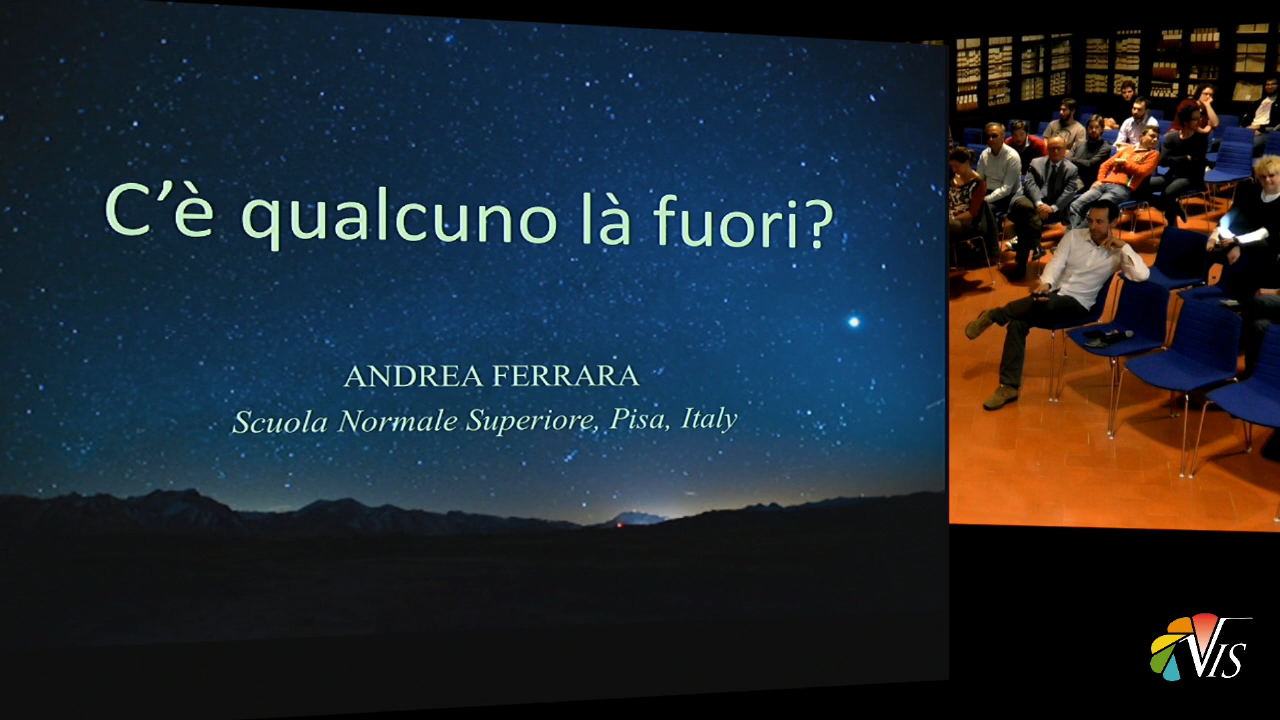 C'è qualcuno là fuori?
ANDREA FERRARA
Scuola Normale Superiore, Pisa, Italy
VIS